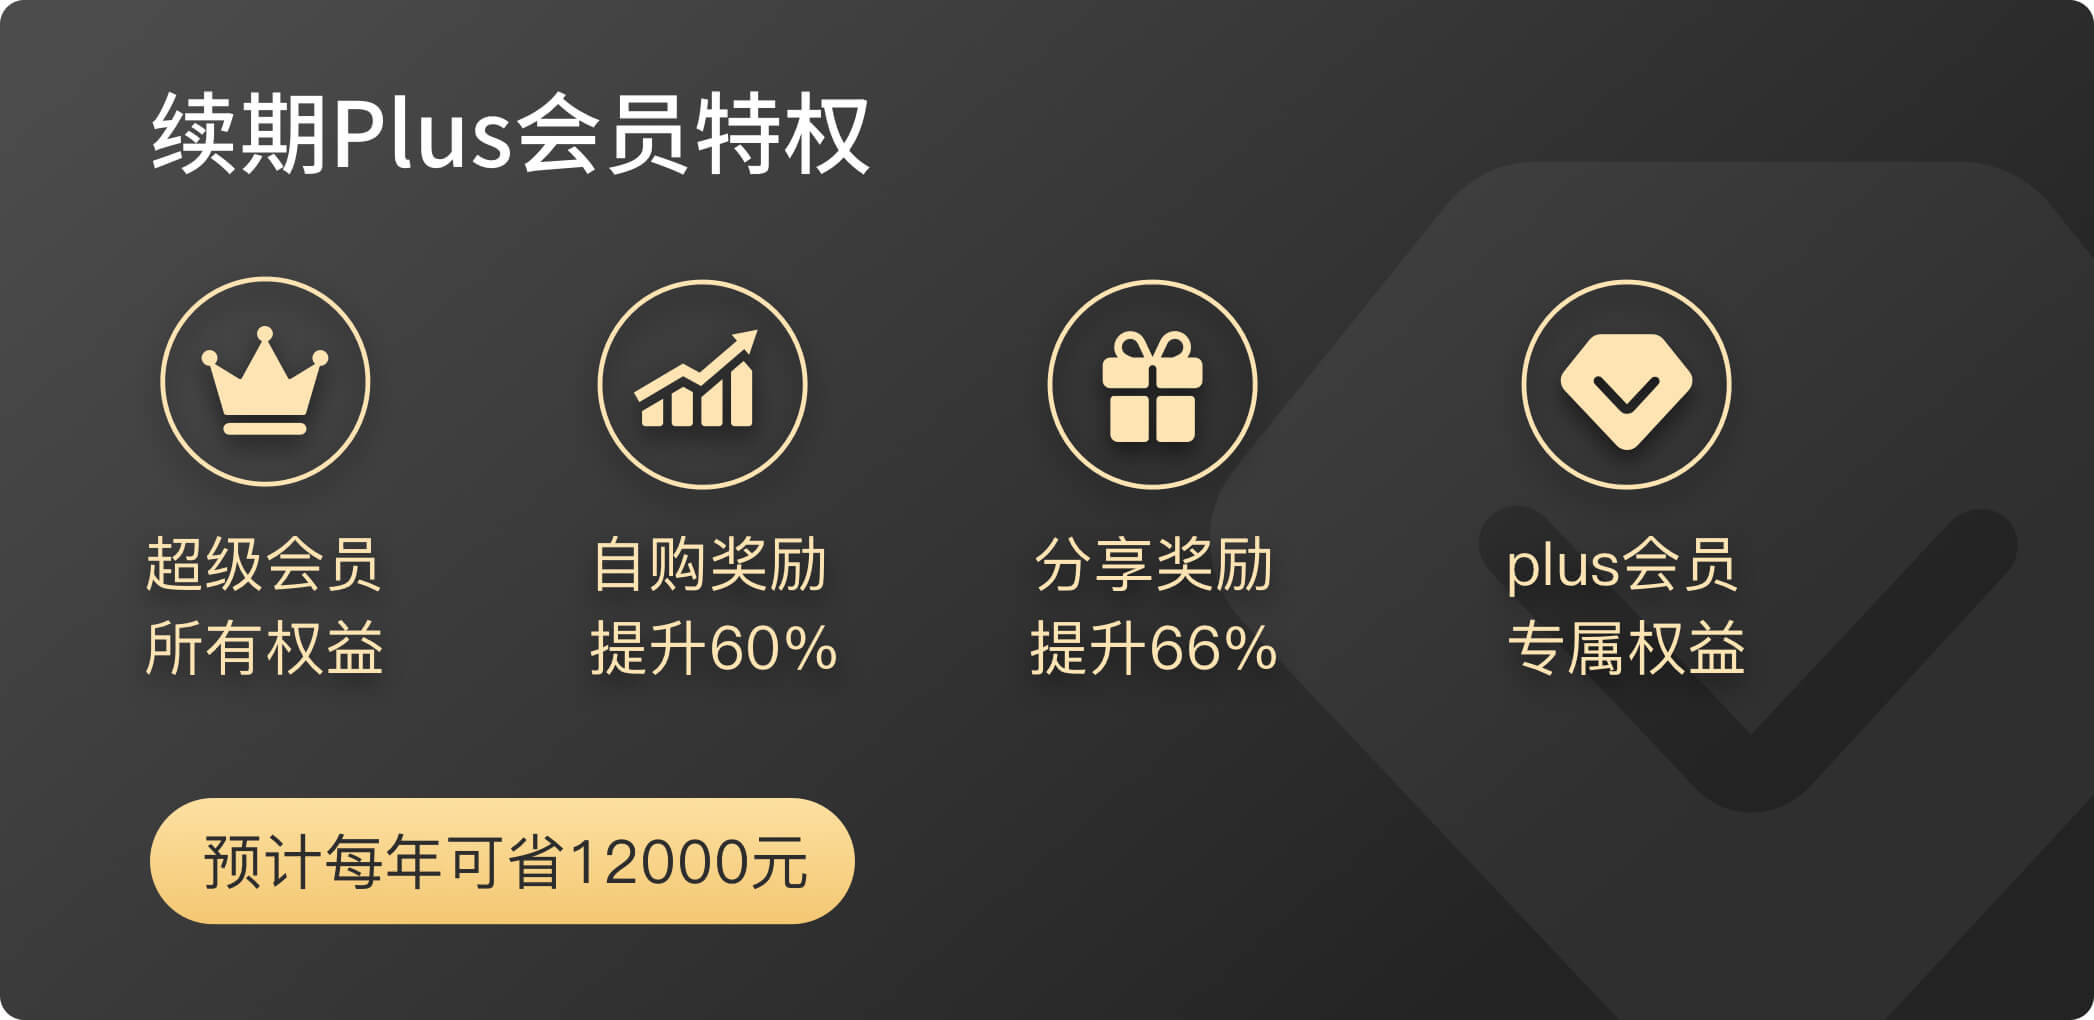 续期Plus会员特权
超级会员
所有权益
自购奖励
提升60%
分享奖励
提升66%
plus会员
专属权益
预计每年可省12000元